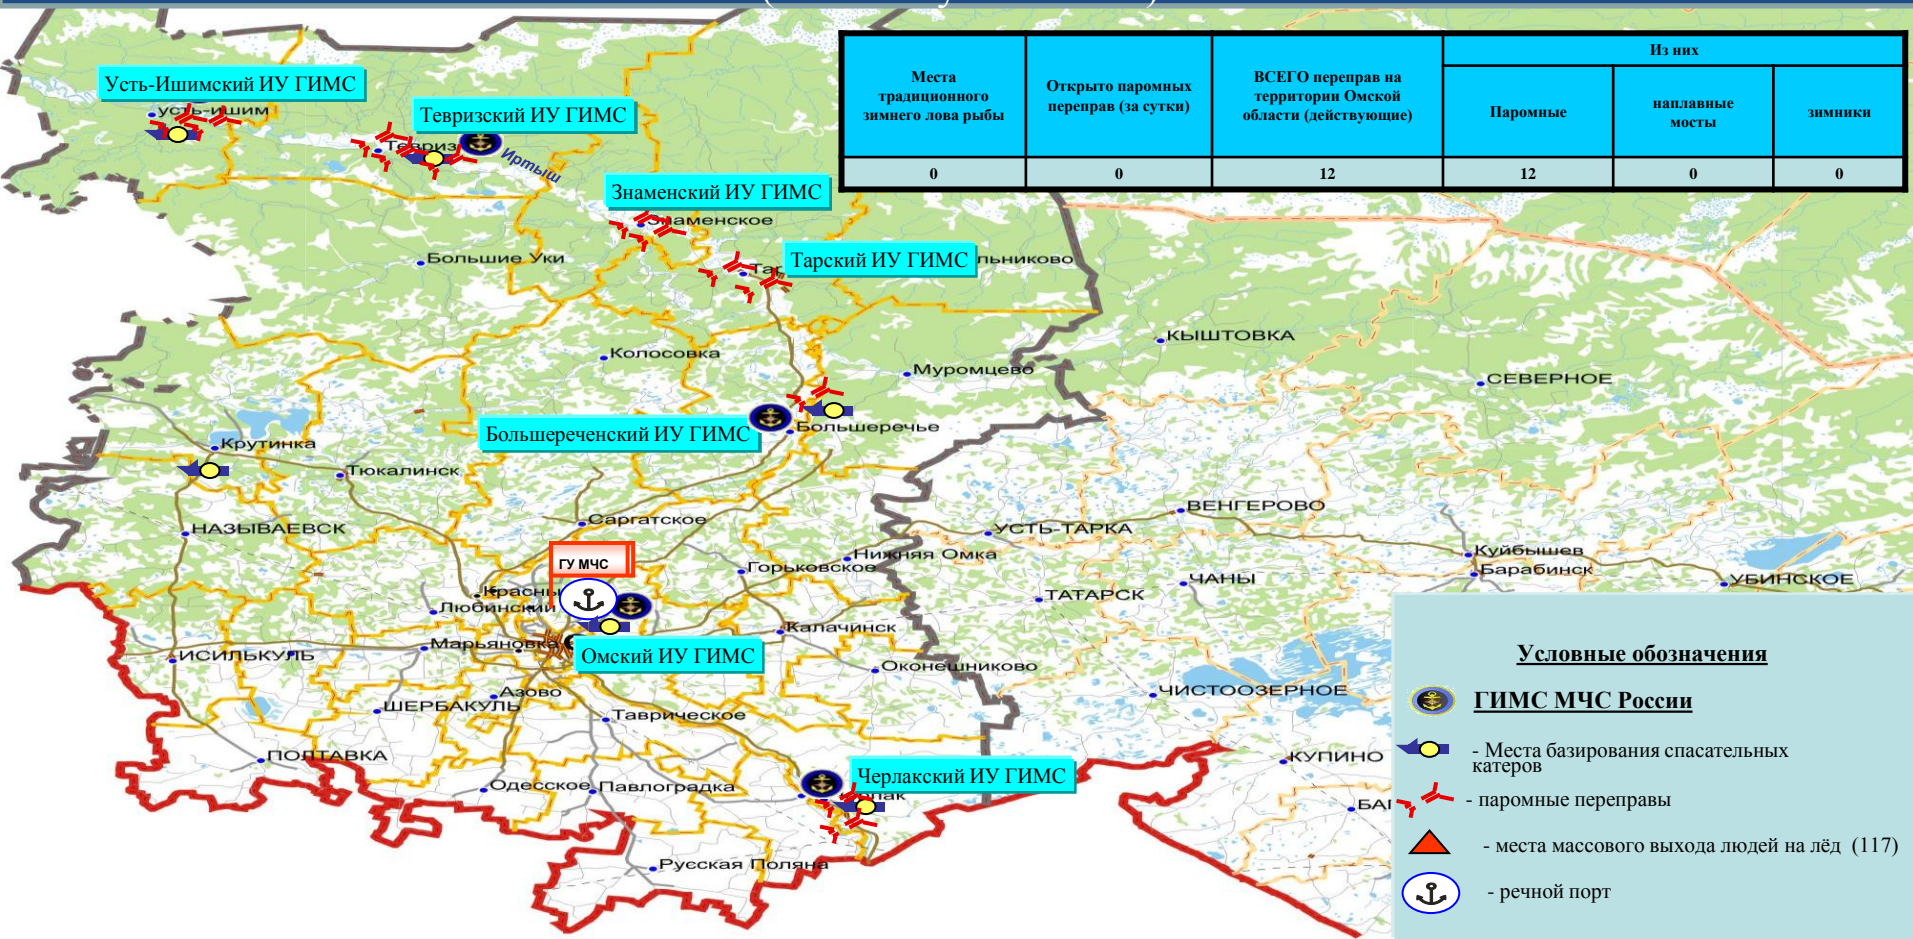 Из них
Места
традиционного
зимнего лова рыбы
Открыто паромных
переправ (за сутки)
ВСЕГО переправ на
территории Омской
области (действующие)
Паромные
наплавные
мосты
зимники
0
0
12
12
0
0
Усть-Ишимский ИУ ГИМС
Тевризский ИУ ГИМС
усть-ишим
Тевриз
Иртыш
Знаменский ИУ ГИМС
Знаменское
Большие Уки
Тарский ИУ ГИМС
КЫШТОВКА
Колосовка
Муромцево
СЕВЕРНОЕ
Большереченский ИУ ГИМС
Большеречье
Крутинка
Тюкалинск
ВЕНГЕРОВО
НАЗЫВАЕВСК
Саргатское
УСТЬ-ТАРКА
Нижняя Омка
Куйбышев
Барабинск
ГУ МЧС
Горьковское
ЧАНЫ
УБИНСКОЕ
Любинский
ТАТАРСК
Калачинск
Марьяновка
Омский ИУ ГИМС
ИСИЛЬКУЛЬ
Оконешниково
Азово
ЧИСТООЗЕРНОЕ
ШЕРБАКУЛЬ
Таврическое
ПОЛТАВКА
КУПИНО
Черлакский ИУ ГИМС
Одесское
Павлоградка
Русская Поляна
Условные обозначения
ГИМС МЧС России
- Места базирования спасательных
катеров
- паромные переправы
- места массового выхода людей на лёд (117)
- речной порт